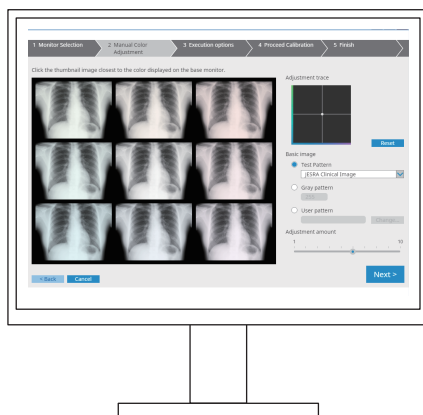 1 Monitor Selection
2 Manual Color
Adjustment
3 Execution options
4 Proceed Calibration
5 Finish
Click the thumbnail image closest to the color displayed on the base monitor.
Adjustment trace
Reset
Basic image
Test Pattern
JESRA Clinical Image
Gray pattern
User pattern
Change...
Adjustment amount
1
10
< Back
Cancel
Next >